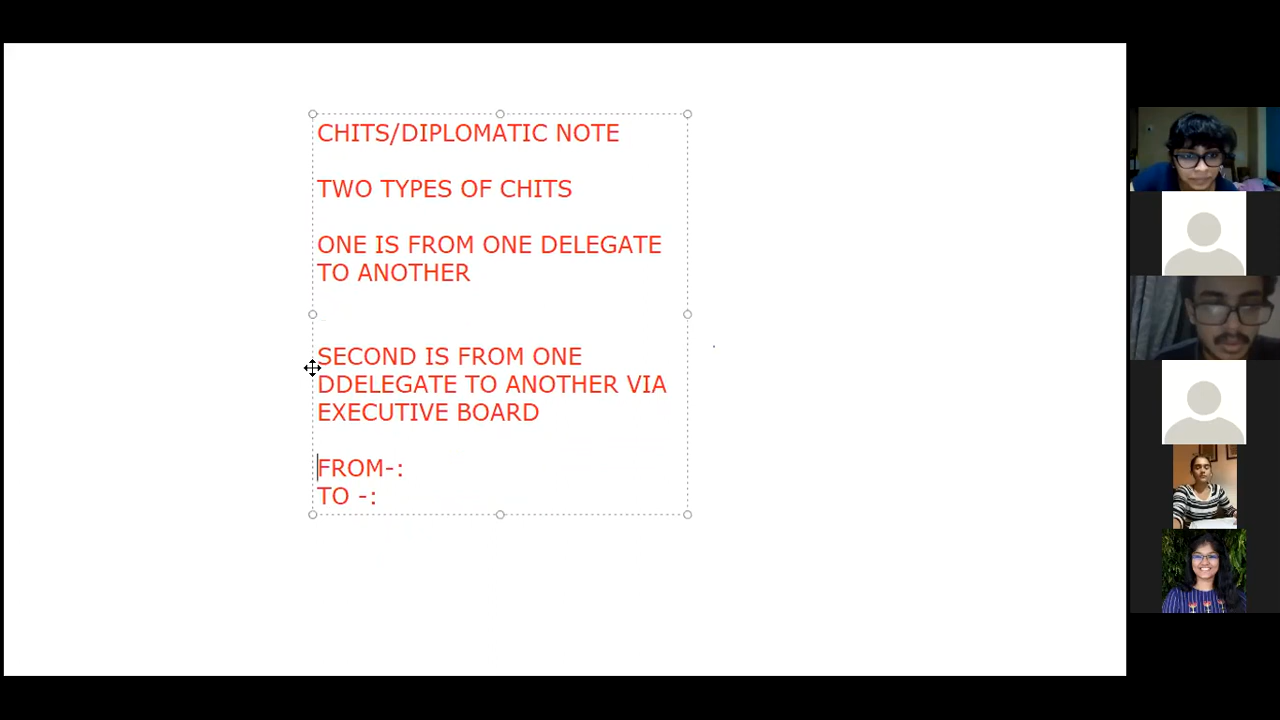 CHITS/DIPLOMATIC NOTE
TWO TYPES OF CHITS
ONE IS FROM ONE DELEGATE
TO ANOTHER
SECOND IS FROM ONE
DDELEGATE TO ANOTHER VIA
EXECUTIVE BOARD
FROM-:
TO -: